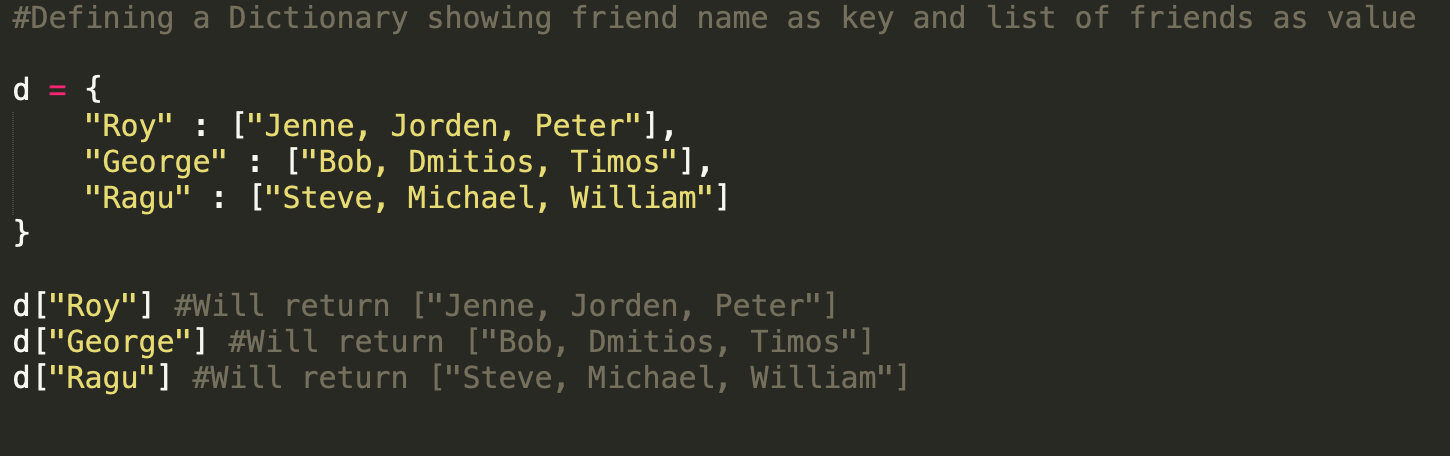 #Defining a Dictionary showing friend name as key and list of friends as value
d = {
    "Roy" : ["Jenne, Jorden, Peter"],
    "George" : ["Bob, Dmitios, Timos"],
    "Ragu" : ["Steve, Michael, William"]
}
d["Roy"] #Will return ["Jenne, Jorden, Peter"]
d["George"] #Will return ["Bob, Dmitios, Timos"]
d["Ragu"] #Will return ["Steve, Michael, William"]